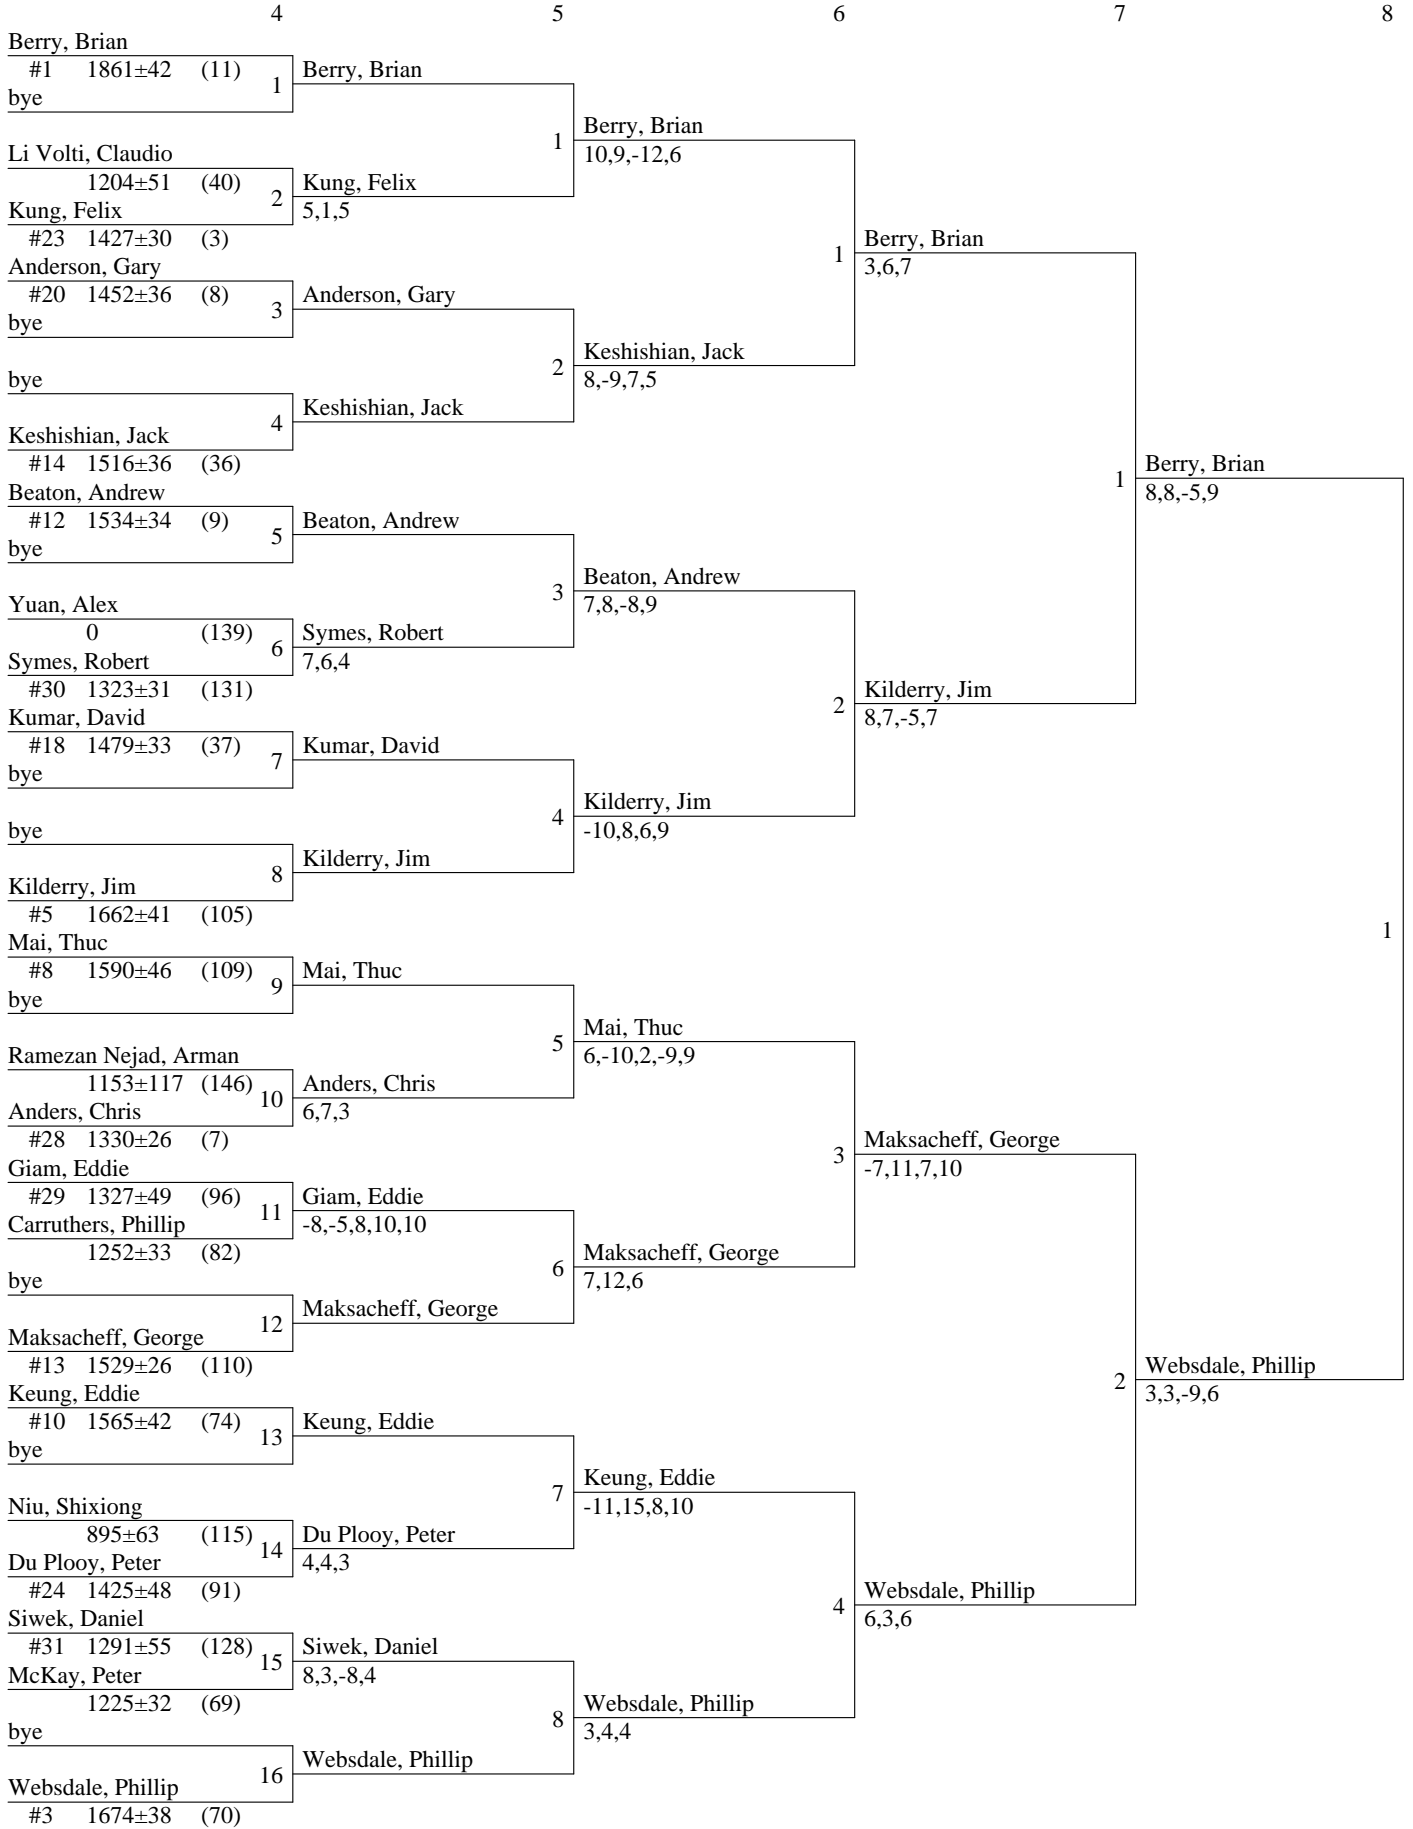 4 5 6 7 8
Berry, Brian
#1 1861±42 (11)
bye
1
Li Volti, Claudio
1204±51 (40)
Kung, Felix
#23 1427±30 (3)
2
Anderson, Gary
#20 1452±36 (8)
bye
3
bye
Keshishian, Jack
#14 1516±36 (36)
4
Beaton, Andrew
#12 1534±34 (9)
bye
5
Yuan, Alex
0 (139)
Symes, Robert
#30 1323±31 (131)
6
Kumar, David
#18 1479±33 (37)
bye
7
bye
Kilderry, Jim
#5 1662±41 (105)
8
Mai, Thuc
#8 1590±46 (109)
bye
9
Ramezan Nejad, Arman
1153±117 (146)
Anders, Chris
#28 1330±26 (7)
10
Giam, Eddie
#29 1327±49 (96)
Carruthers, Phillip
1252±33 (82)
11
bye
Maksacheff, George
#13 1529±26 (110)
12
Keung, Eddie
#10 1565±42 (74)
bye
13
Niu, Shixiong
895±63 (115)
Du Plooy, Peter
#24 1425±48 (91)
14
Siwek, Daniel
#31 1291±55 (128)
McKay, Peter
1225±32 (69)
15
bye
Websdale, Phillip
#3 1674±38 (70)
16
Berry, Brian
1
Kung, Felix
5,1,5
Anderson, Gary
2
Keshishian, Jack
Beaton, Andrew
3
Symes, Robert
7,6,4
Kumar, David
4
Kilderry, Jim
Mai, Thuc
5
Anders, Chris
6,7,3
Giam, Eddie
-8,-5,8,10,10
6
Maksacheff, George
Keung, Eddie
7
Du Plooy, Peter
4,4,3
Siwek, Daniel
8,3,-8,4
8
Websdale, Phillip
Berry, Brian
10,9,-12,6
1
Keshishian, Jack
8,-9,7,5
Beaton, Andrew
7,8,-8,9
2
Kilderry, Jim
-10,8,6,9
Mai, Thuc
6,-10,2,-9,9
3
Maksacheff, George
7,12,6
Keung, Eddie
-11,15,8,10
4
Websdale, Phillip
3,4,4
Berry, Brian
3,6,7
1
Kilderry, Jim
8,7,-5,7
Maksacheff, George
-7,11,7,10
2
Websdale, Phillip
6,3,6
Berry, Brian
8,8,-5,9
1
Websdale, Phillip
3,3,-9,6